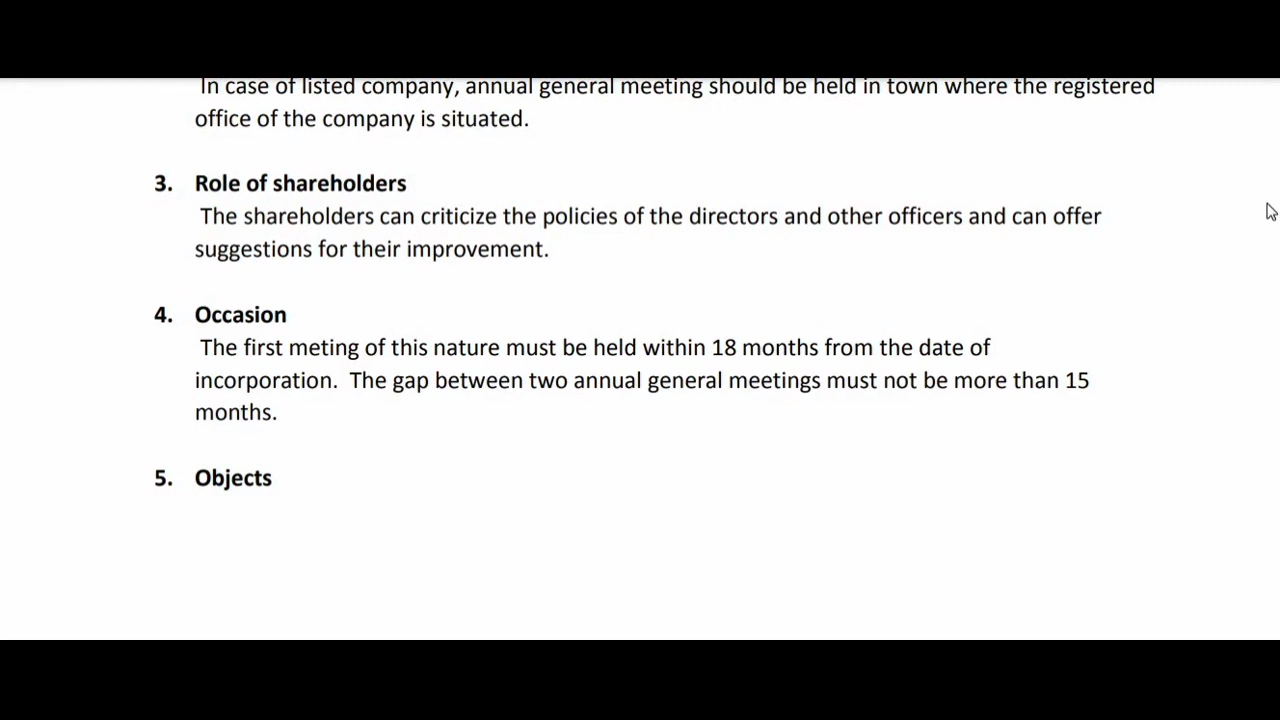 In case of listed company, annual general meeting should be held in town where the registered
office of the company is situated.
3. Role of shareholders
The shareholders can criticize the policies of the directors and other officers and can offer
suggestions for their improvement.
4. Occasion
The first meting of this nature must be held within 18 months from the date of
incorporation. The gap between two annual general meetings must not be more than 15
months.
5. Objects